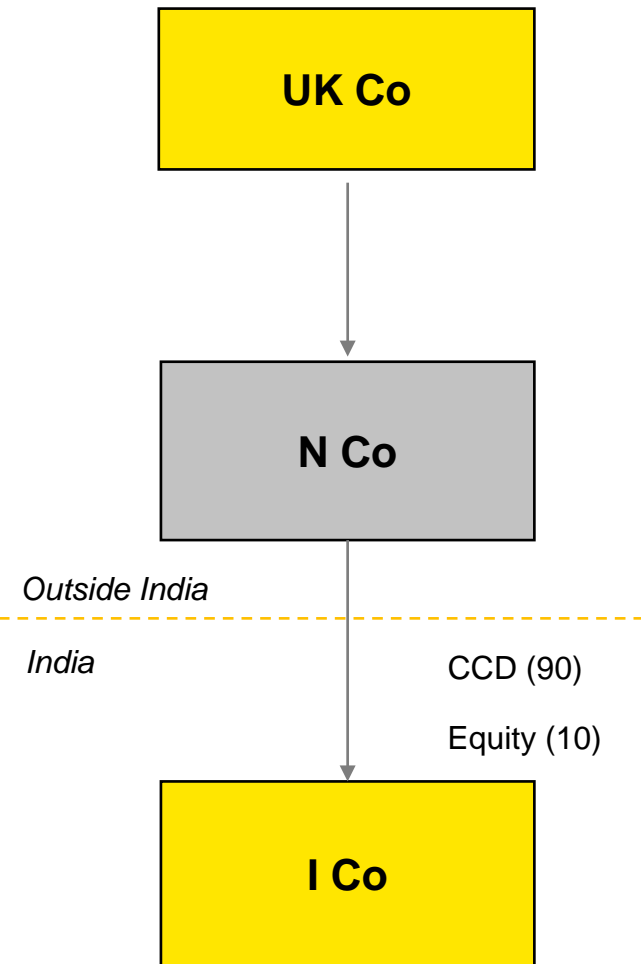 UK Co
N Co
Outside India
India
CCD (90)
Equity (10)
I Co